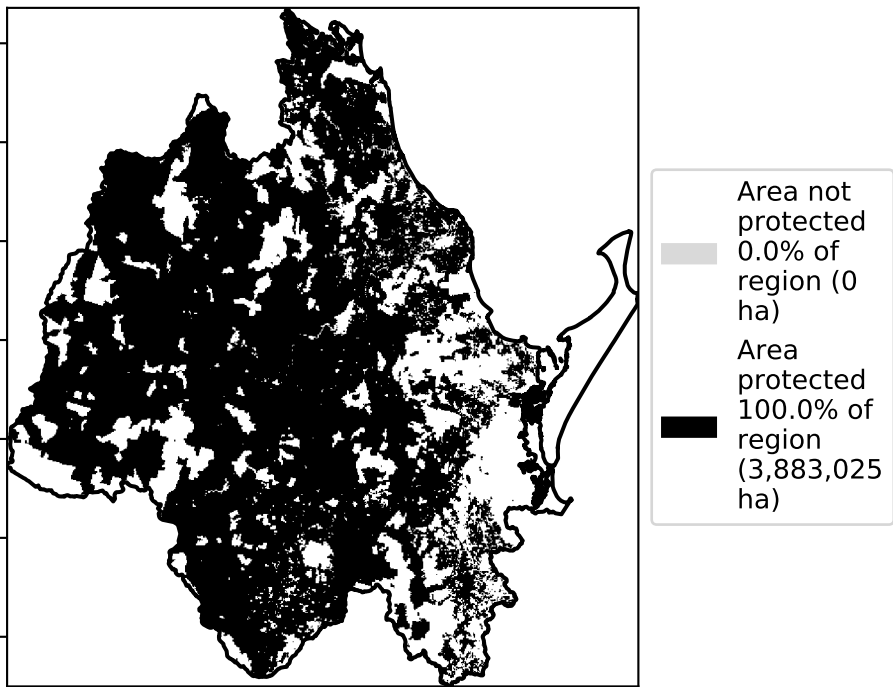 Area not
protected
0.0% of
region (0
ha)
Area
protected
100.0% of
region
(3,883,025
ha)